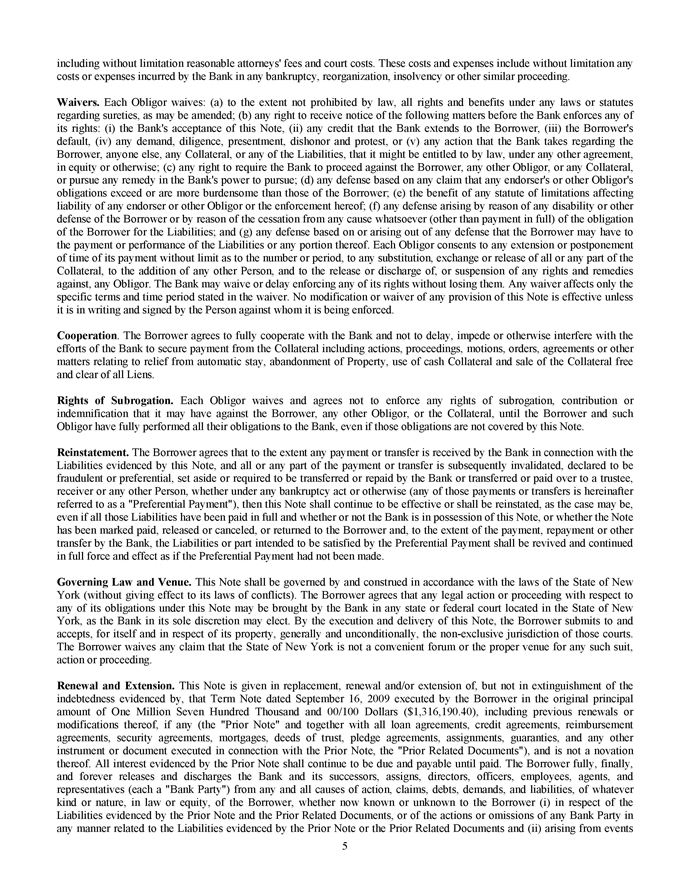 including without limitation reasonable attorneys' fees and court costs. These costs and expenses include without limitation any
costs or expenses incurred by the Bank in any bankruptcy, reorganization, insolvency or other similar proceeding.
Waivers. Each Obligor waives: (a) to the extent not prohibited by law, all rights and benefits under any laws or statutes
regarding sureties, as may be amended; (b) any right to receive notice of the following matters before the Bank enforces any of
its rights: (i) the Bank's acceptance of this Note, (ii) any credit that the Bank extends to the Borrower, (iii) the Borrower's
default, (iv) any demand, diligence, presentment, dishonor and protest, or (v) any action that the Bank takes regarding the
Borrower, anyone else, any Collateral, or any of the Liabilities, that it might be entitled to by law, under any other agreement,
in equity or otherwise; (c) any right to require the Bank to proceed against the Borrower, any other Obligor, or any Collateral,
or pursue any remedy in the Bank's power to pursue; (d) any defense based on any claim that any endorser's or other Obligor's
obligations exceed or are more burdensome than those of the Borrower; (e) the benefit of any statute of limitations affecting
liability of any endorser or other Obligor or the enforcement hereof; (f) any defense arising by reason of any disability or other
defense of the Borrower or by reason of the cessation from any cause whatsoever (other than payment in full) of the obligation
of the Borrower for the Liabilities; and (g) any defense based on or arising out of any defense that the Borrower may have to
the payment or performance of the Liabilities or any portion thereof. Each Obligor consents to any extension or postponement
of time of its payment without limit as to the number or period, to any substitution, exchange or release of all or any part of the
Collateral, to the addition of any other Person, and to the release or discharge of, or suspension of any rights and remedies
against, any Obligor. The Bank may waive or delay enforcing any of its rights without losing them. Any waiver affects only the
specific terms and time period stated in the waiver. No modification or waiver of any provision of this Note is effective unless
it is in writing and signed by the Person against whom it is being enforced.
Cooperation. The Borrower agrees to fully cooperate with the Bank and not to delay, impede or otherwise interfere with the
efforts of the Bank to secure payment from the Collateral including actions, proceedings, motions, orders, agreements or other
matters relating to relief from automatic stay, abandonment of Property, use of cash Collateral and sale of the Collateral free
and clear of all Liens.
Rights of Subrogation. Each Obligor waives and agrees not to enforce any rights of subrogation, contribution or
indemnification that it may have against the Borrower, any other Obligor, or the Collateral, until the Borrower and such
Obligor have fully performed all their obligations to the Bank, even if those obligations are not covered by this Note.
Reinstatement. The Borrower agrees that to the extent any payment or transfer is received by the Bank in connection with the
Liabilities evidenced by this Note, and all or any part of the payment or transfer is subsequently invalidated, declared to be
fraudulent or preferential, set aside or required to be transferred or repaid by the Bank or transferred or paid over to a trustee,
receiver or any other Person, whether under any bankruptcy act or otherwise (any of those payments or transfers is hereinafter
referred to as a "Preferential Payment"), then this Note shall continue to be effective or shall be reinstated, as the case may be,
even if all those Liabilities have been paid in full and whether or not the Bank is in possession of this Note, or whether the Note
has been marked paid, released or canceled, or returned to the Borrower and, to the extent of the payment, repayment or other
transfer by the Bank, the Liabilities or part intended to be satisfied by the Preferential Payment shall be revived and continued
in full force and effect as if the Preferential Payment had not been made.
Governing Law and Venue. This Note shall be governed by and construed in accordance with the laws of the State of New
York (without giving effect to its laws of conflicts). The Borrower agrees that any legal action or proceeding with respect to
any of its obligations under this Note may be brought by the Bank in any state or federal court located in the State of New
York, as the Bank in its sole discretion may elect. By the execution and delivery of this Note, the Borrower submits to and
accepts, for itself and in respect of its property, generally and unconditionally, the non-exclusive jurisdiction of those courts.
The Borrower waives any claim that the State of New York is not a convenient forum or the proper venue for any such suit,
action or proceeding.
Renewal and Extension. This Note is given in replacement, renewal and/or extension of, but not in extinguishment of the
indebtedness evidenced by, that Term Note dated September 16, 2009 executed by the Borrower in the original principal
amount of One Million Seven Hundred Thousand and 00/100 Dollars ($1,316,190.40), including previous renewals or
modifications thereof, if any (the "Prior Note" and together with all loan agreements, credit agreements, reimbursement
agreements, security agreements, mortgages, deeds of trust, pledge agreements, assignments, guaranties, and any other
instrument or document executed in connection with the Prior Note, the "Prior Related Documents"), and is not a novation
thereof. All interest evidenced by the Prior Note shall continue to be due and payable until paid. The Borrower fully, finally,
and forever releases and discharges the Bank and its successors, assigns, directors, officers, employees, agents, and
representatives (each a "Bank Party") from any and all causes of action, claims, debts, demands, and liabilities, of whatever
kind or nature, in law or equity, of the Borrower, whether now known or unknown to the Borrower (i) in respect of the
Liabilities evidenced by the Prior Note and the Prior Related Documents, or of the actions or omissions of any Bank Party in
any manner related to the Liabilities evidenced by the Prior Note or the Prior Related Documents and (ii) arising from events
5